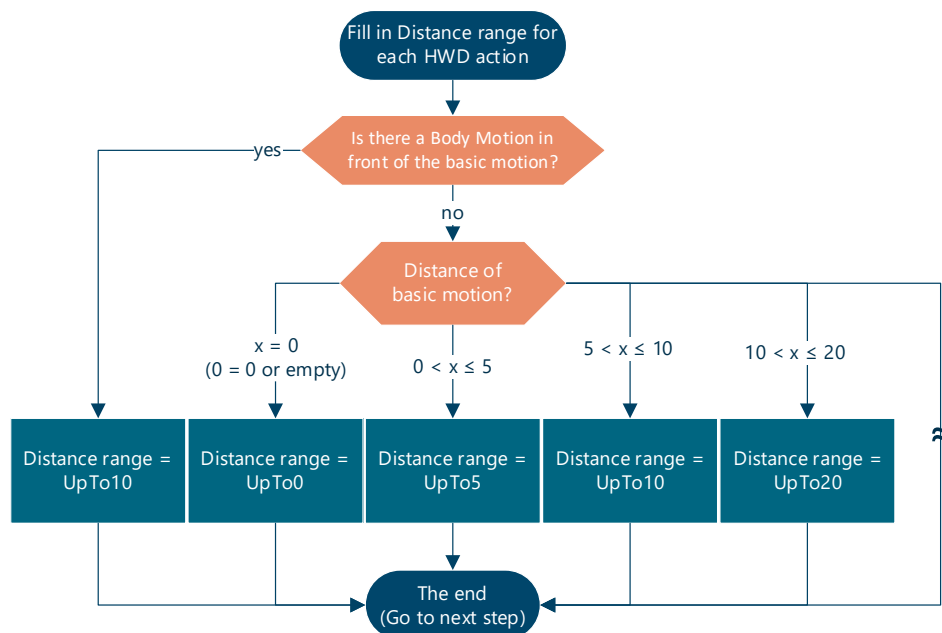 Fill in Distance range for
each HWD action
Is there a Body Motion in
front of the basic motion?
yes
no
Distance of
basic motion?
x = 0
(0 = 0 or empty)
0 < x ≤ 5
5 < x ≤ 10
10 < x ≤ 20
Distance range =
UpTo10
Distance range =
UpTo0
Distance range =
UpTo5
Distance range =
UpTo10
Distance range =
UpTo20
The end
(Go to next step)